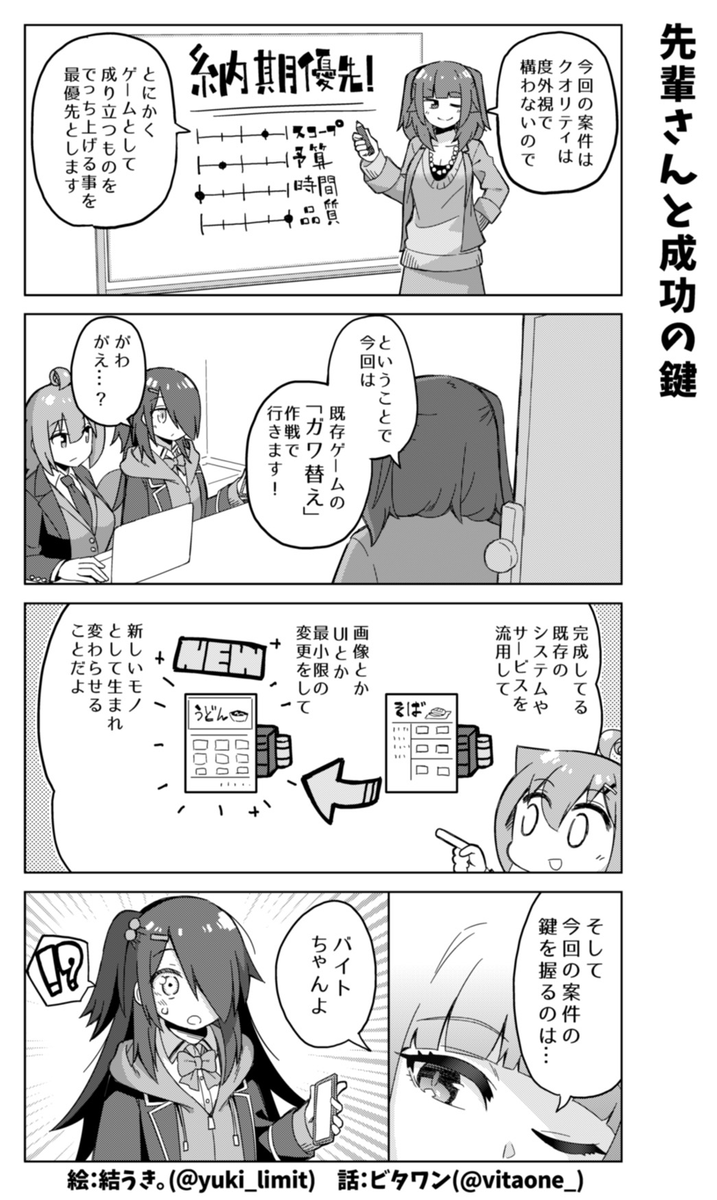 先輩さんと成功の鍵
今回の案件は
クオリティは
度外視で
構わないので
納期優先!
スコープ
予算
時間
品質
とにかく
ゲームとして
成り立つものを
でっち上げる事を
最優先とします
ということで
今回は
既存ゲームの
「ガワ替え」
作戦で
行きます!
がわ
がえ…?
完成してる
既存の
システムや
サービスを
流用して
そば
画像とか
UIとか
最小限の
変更をして
NEW
うどん
新しいモノ
として生まれ
変わらせる
ことだよ
そして
今回の案件の
鍵を握るのは…
バイト
ちゃんよ
!?
絵:結うき。(@yuki_limit) 話:ビタワン(@vitaone_)